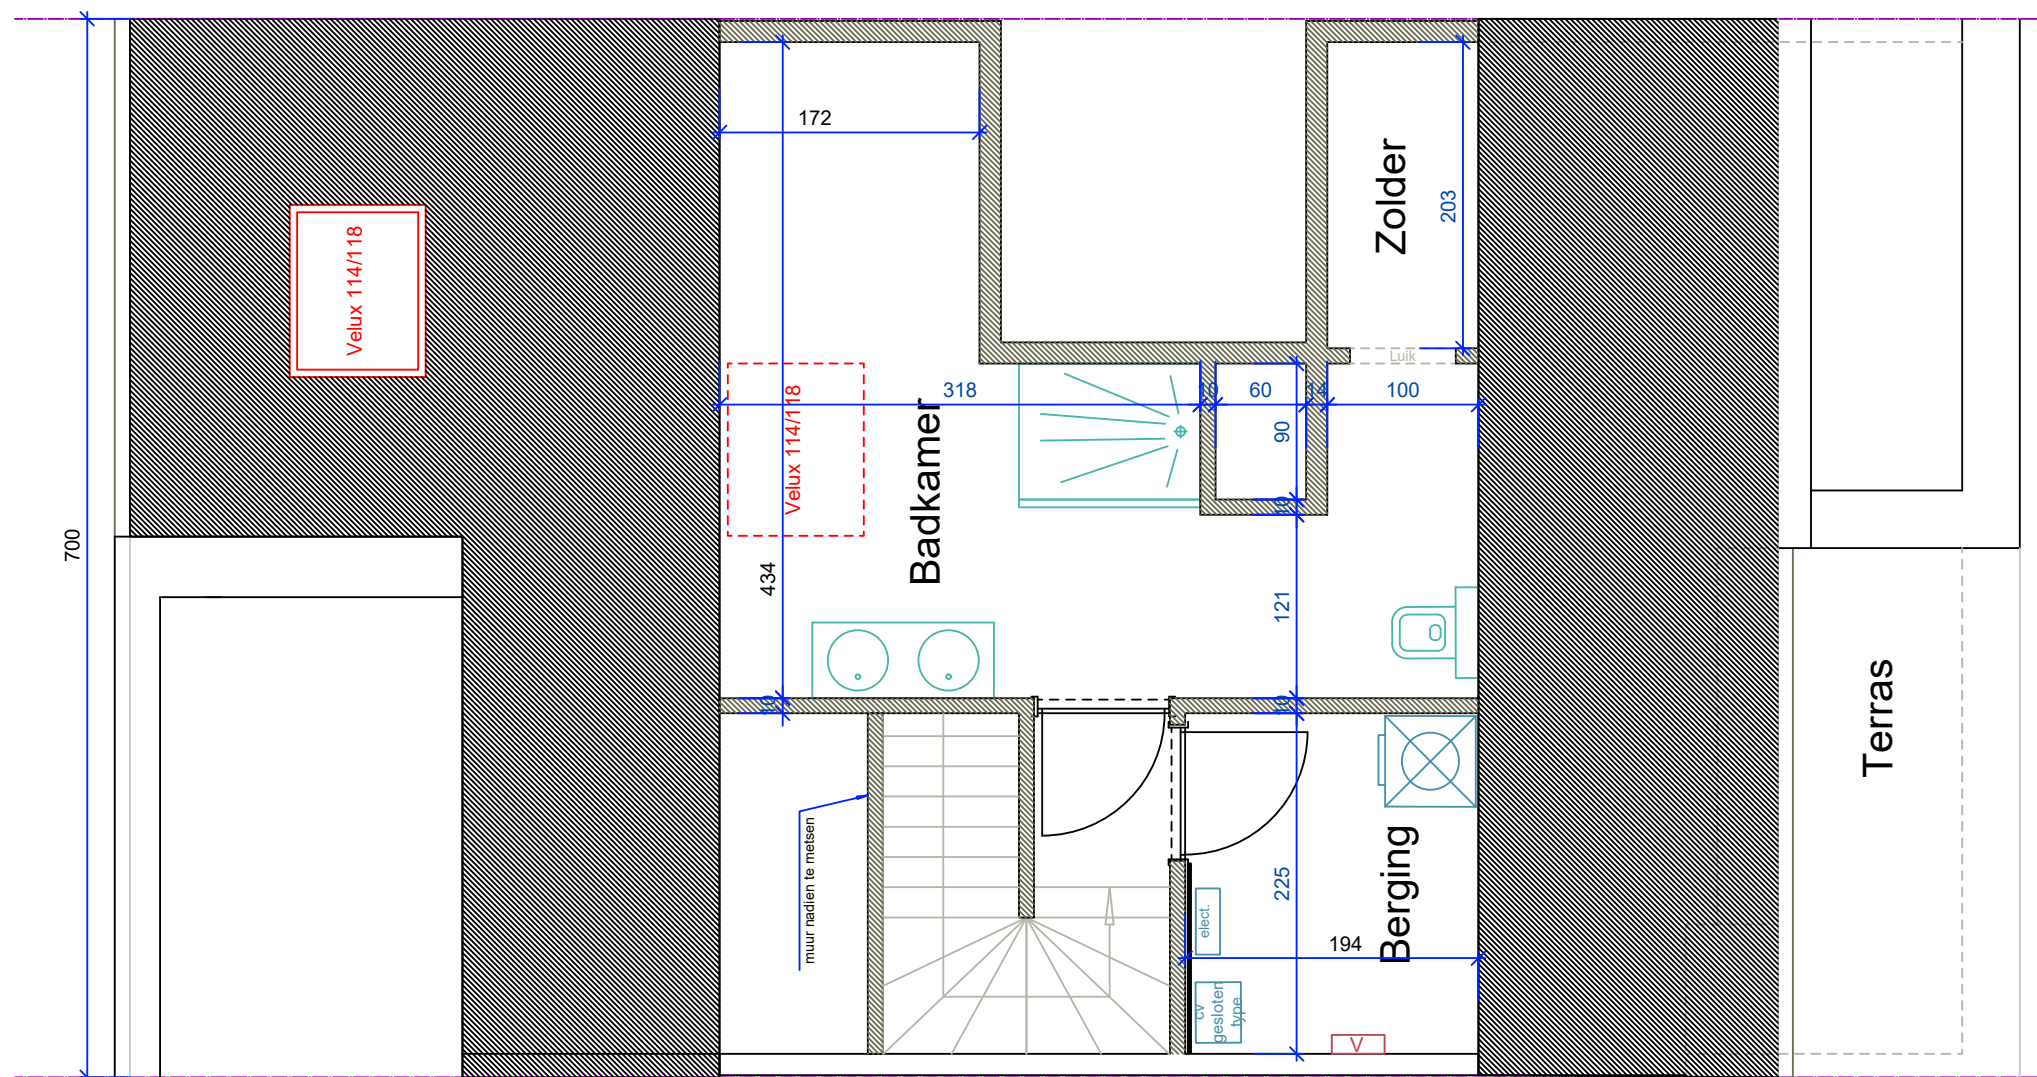 172
Zolder
203
Velux 114/118
Luik
318
10
60
14
100
Velux 114/118
Badkamer
90
10
700
434
121
10
10
Terras
muur nadien te metsen
Berging
225
elect.
194
cv
gesloten
type
V